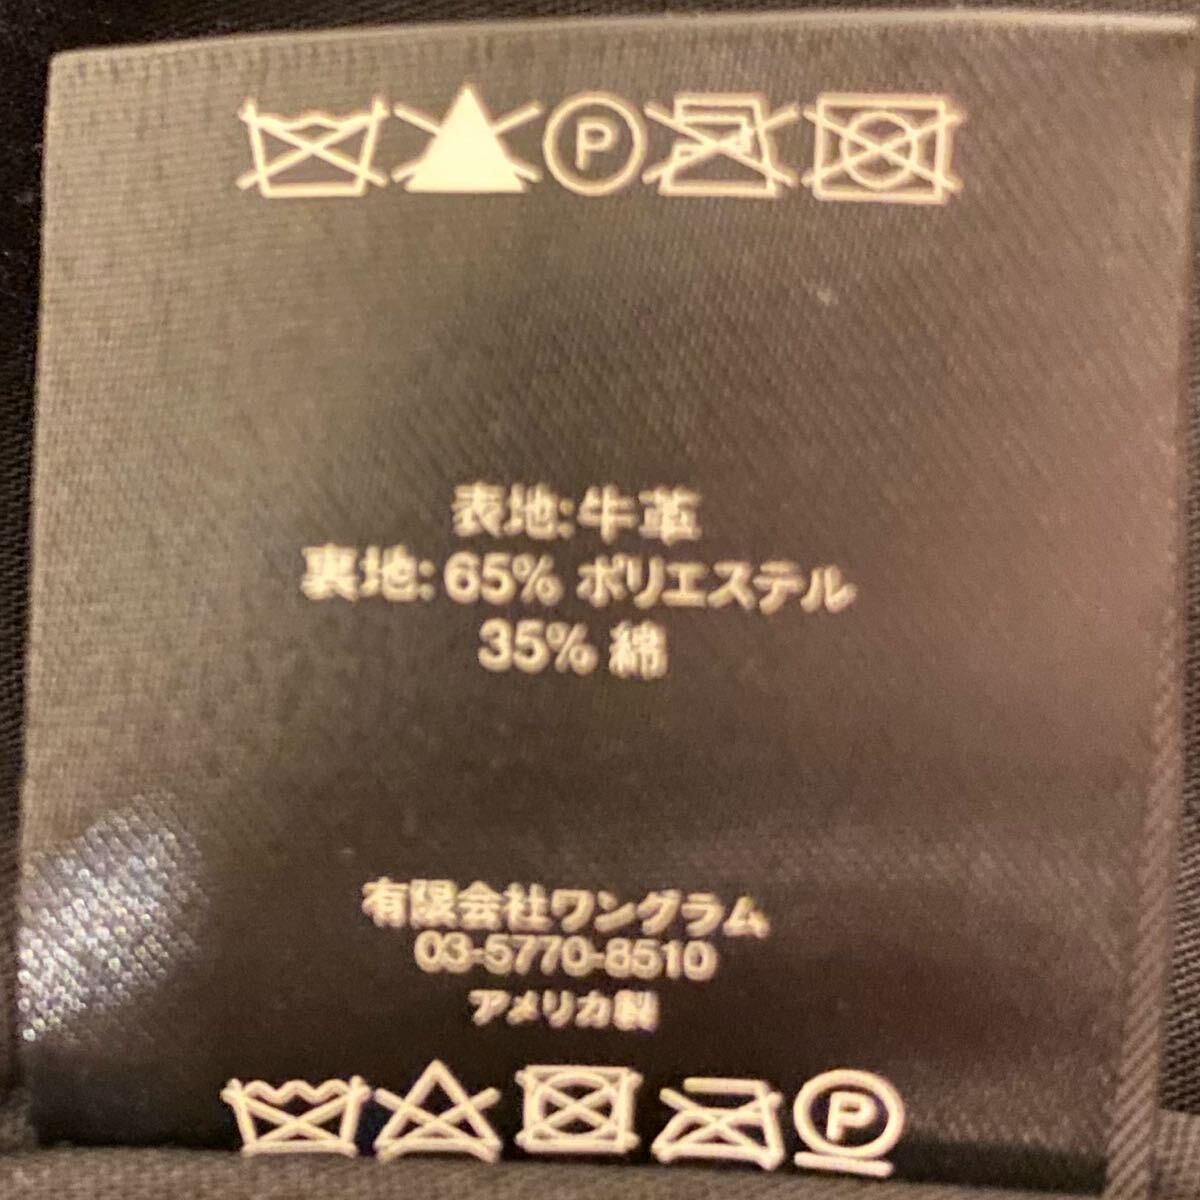 P
表地:牛革
裏地: 65% ポリエステル
35% 綿
有限会社ワングラム
03-5770-8510
アメリカ製
P